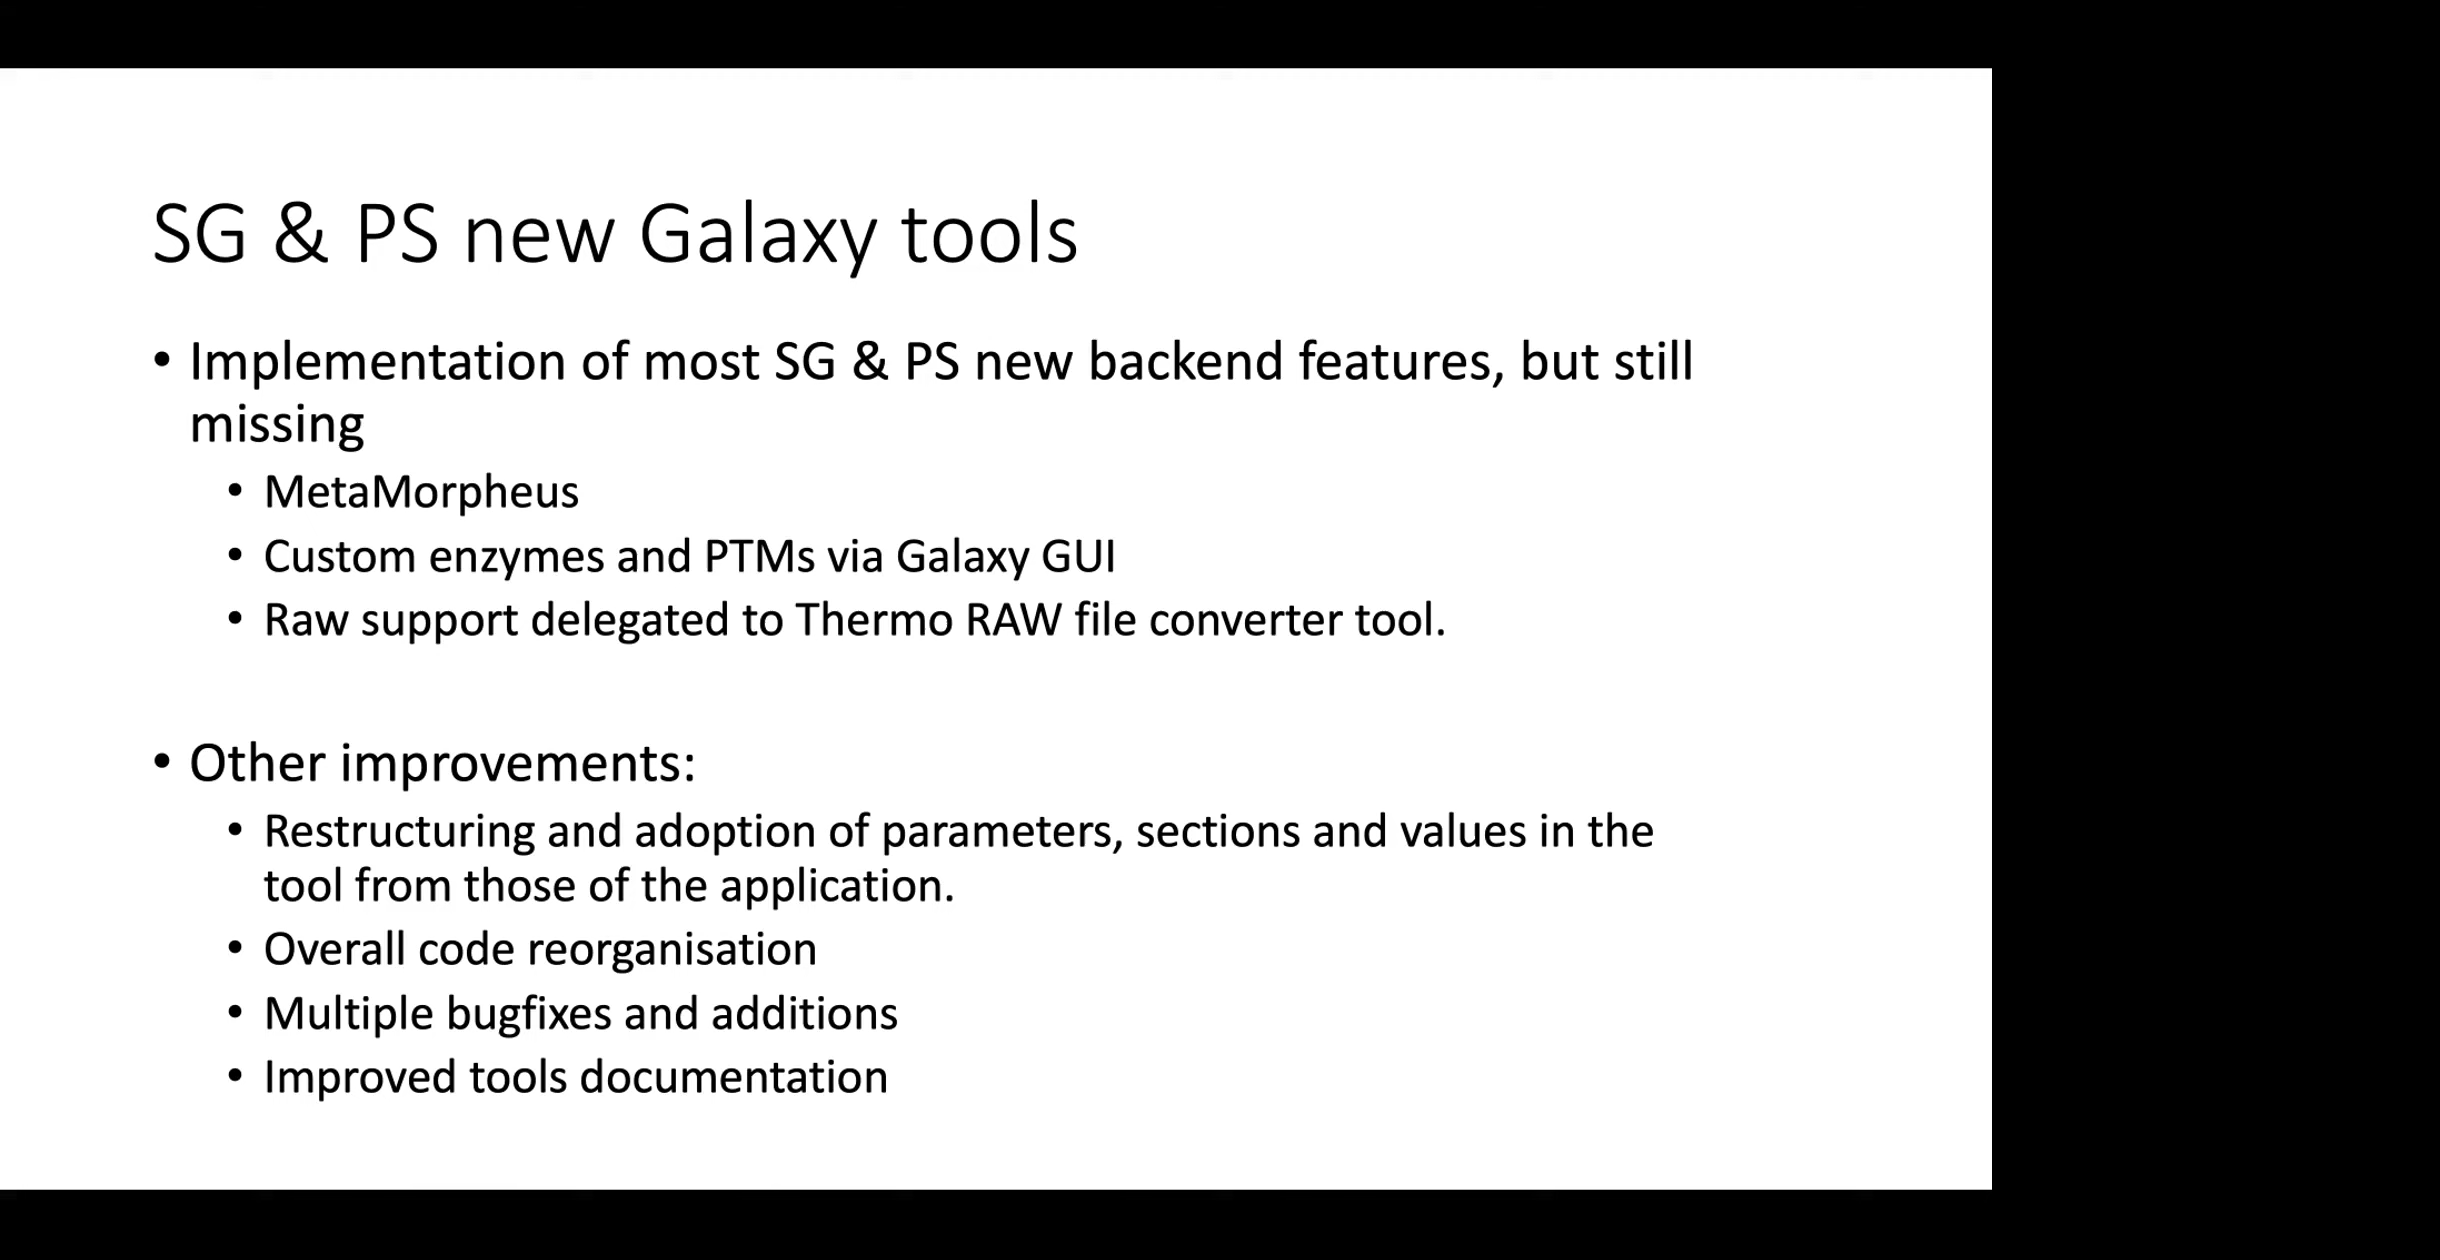 SG & PS new Galaxy tools
• Implementation of most SG & PS new backend features, but still
missing
• MetaMorpheus
• Custom enzymes and PTMs via Galaxy GUI
• Raw support delegated to Thermo RAW file converter tool.
• Other improvements:
• Restructuring and adoption of parameters, sections and values in the
tool from those of the application.
• Overall code reorganisation
• Multiple bugfixes and additions
• Improved tools documentation